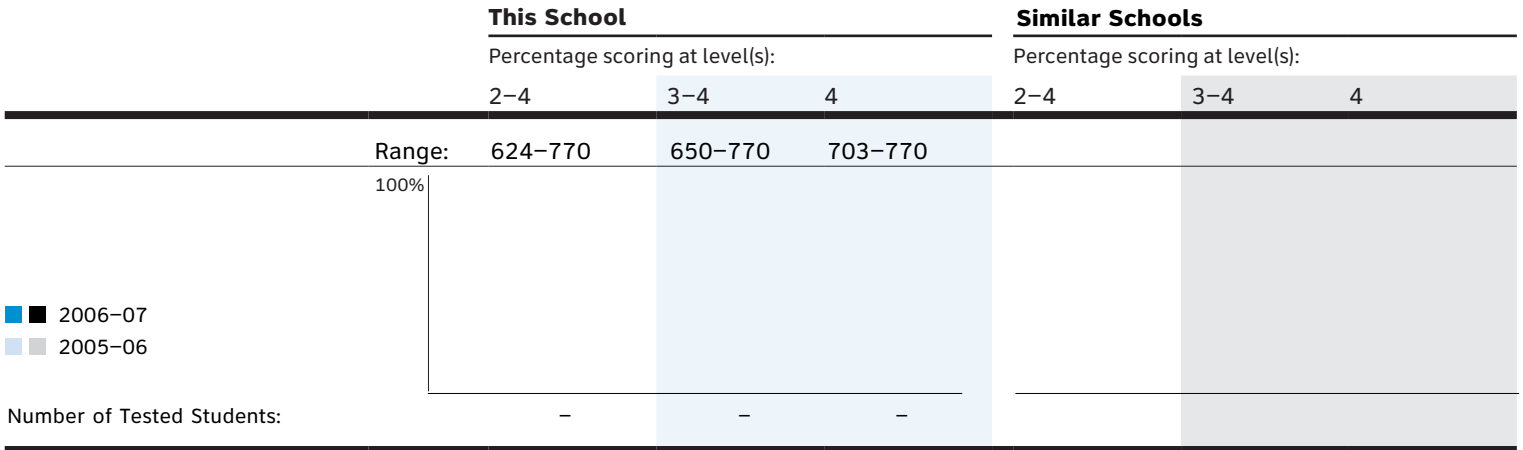 This School Similar Schools
Percentage scoring at level(s): Percentage scoring at level(s):
2–4 3–4 4 2–4 3–4 4
Range: 624–770 650–770 703–770
100%
2006–07
2005–06
Number of Tested Students: – – –